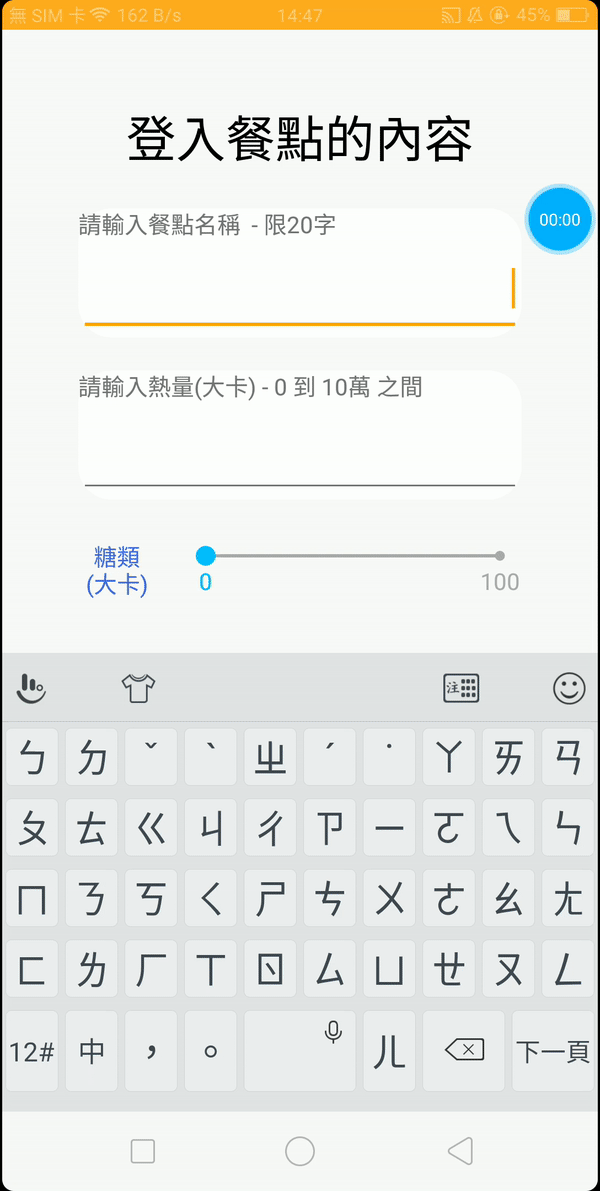 無 SIM 卡 162 B/s 14:47 45%
登入餐點的內容
請輸入餐點名稱 - 限20字
00:00
請輸入熱量(大卡) - 0 到 10萬 之間
糖類
(大卡)
0 100
注
ㄅ ㄉ ˇ ˋ ㄓ ˊ ˙ ㄚ ㄞ ㄢ
ㄆ ㄊ ㄍ ㄐ ㄔ ㄗ ㄧ ㄛ ㄟ ㄣ
ㄇ ㄋ ㄎ ㄑ ㄕ ㄘ ㄨ ㄜ ㄠ ㄤ
ㄈ ㄌ ㄏ ㄒ ㄖ ㄙ ㄩ ㄝ ㄡ ㄥ
12# 中 , 。 ㄦ 下一頁